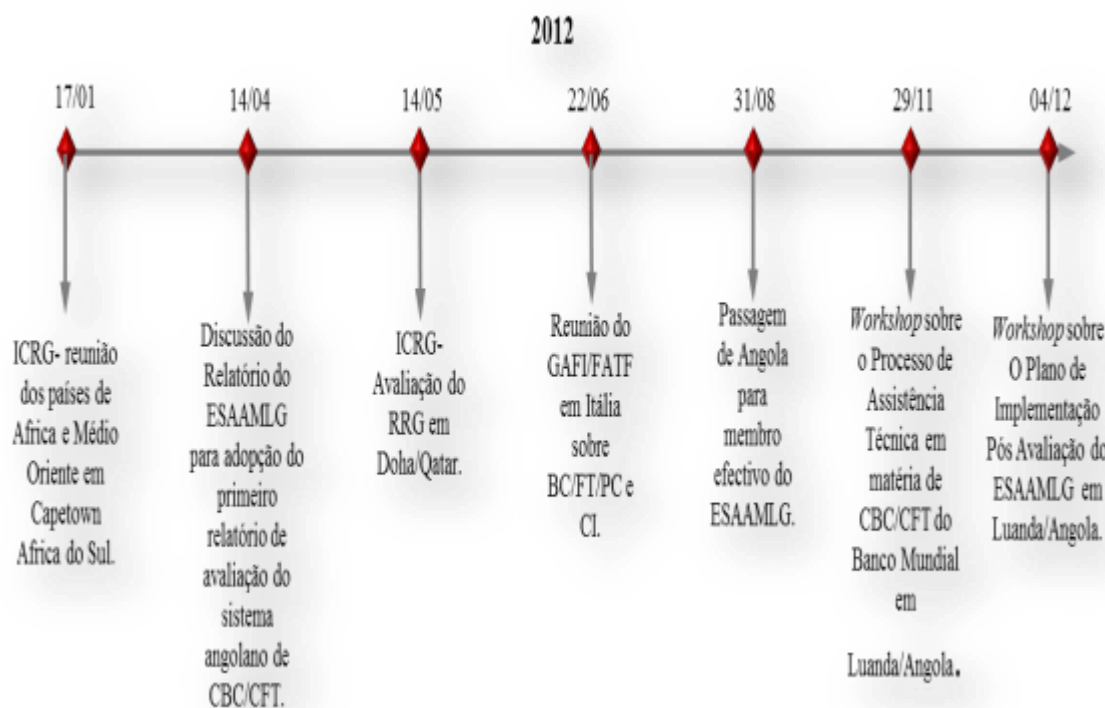 2012
17/01
14/04
14/05
22/06
31/08
29/11
04/12
ICRG- reunião
dos países de
Africa e Médio
Oriente em
Capetown
Africa do Sul.
Discussão do
Relatório do
ESAAMLG
para adopção do
primeiro
relatório de
avaliação do
sistema
angolano de
CBC/CFT.
ICRG-
Avaliação do
RRG em
Doha/Qatar.
Reunião do
GAFI/FATF
em Itália
sobre
BC/FT/PC e
CI.
Passagem
de Angola
para
membro
efectivo do
ESAAMLG.
Workshop sobre
o Processo de
Assistência
Técnica em
matéria de
CBC/CFT do
Banco Mundial
em
Luanda/Angola.
Workshop sobre
O Plano de
Implementação
Pós Avaliação do
ESAAMLG em
Luanda/Angola.